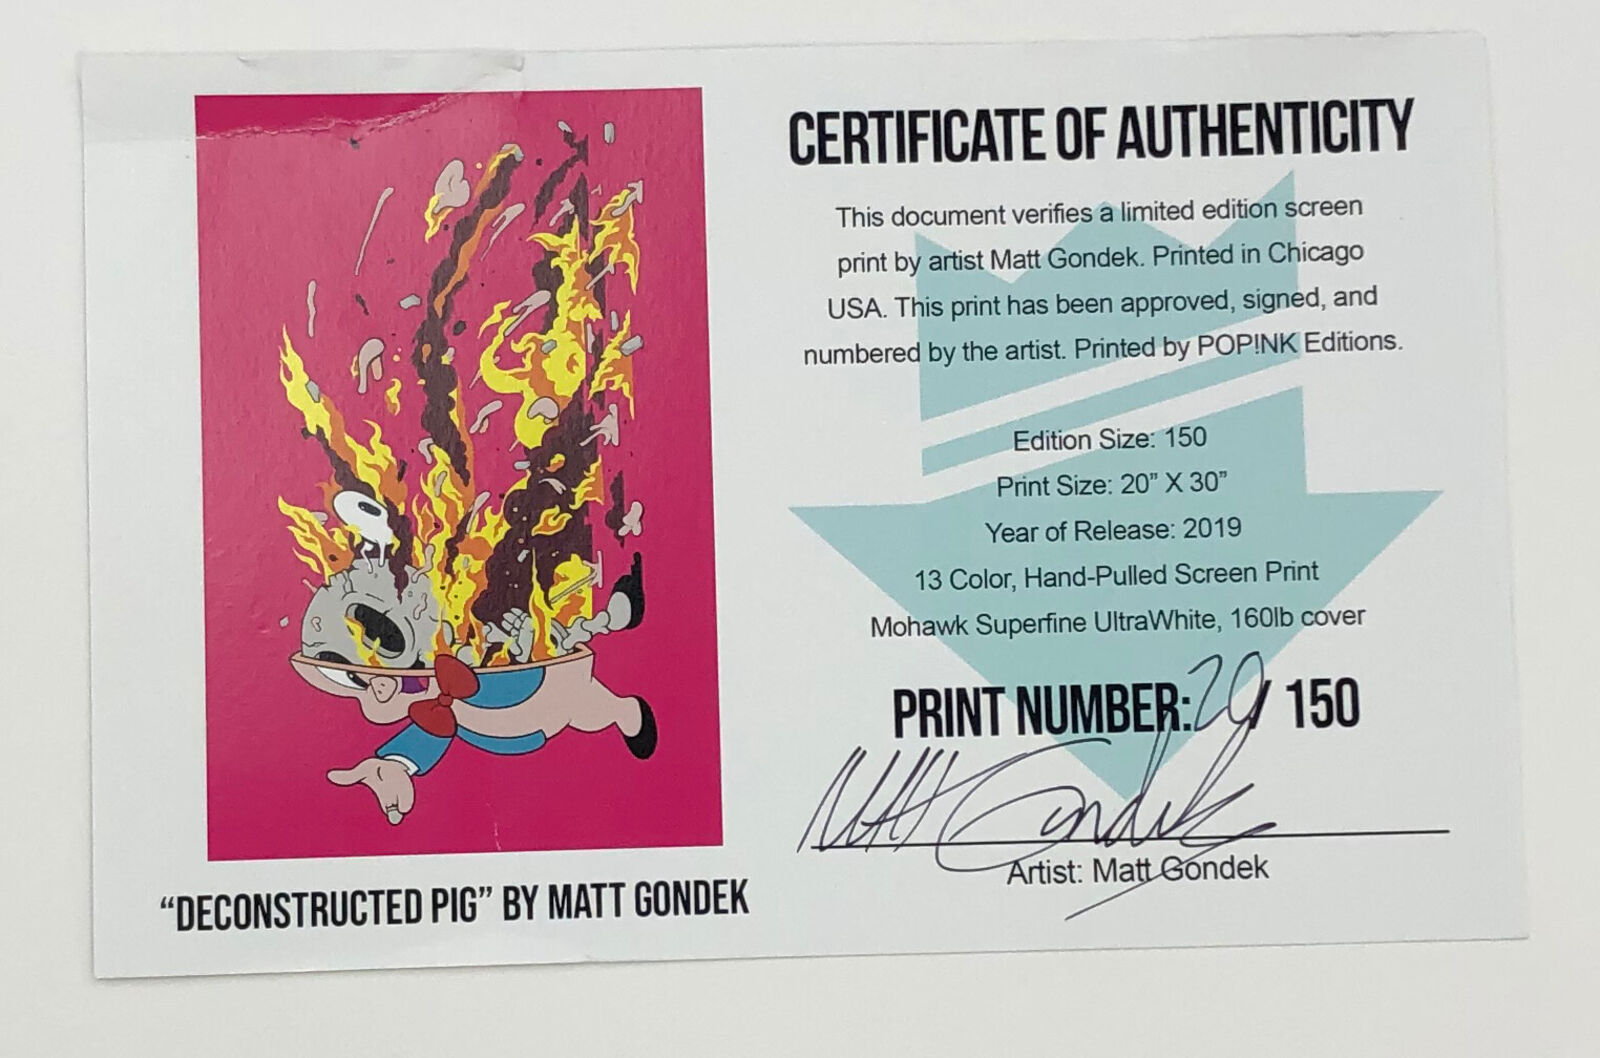 CERTIFICATE OF AUTHENTICITY
This document verifies a limited edition screen
print by artist Matt Gondek. Printed in Chicago
USA. This print has been approved, signed, and
numbered by the artist. Printed by POP!NK Editions.
Edition Size: 150
Print Size: 20” X 30”
Year of Release: 2019
13 Color, Hand-Pulled Screen Print
Mohawk Superfine UltraWhite, 160lb cover
PRINT NUMBER: 20/ 150
Matt Gondek
Artist: Matt Gondek
“DECONSTRUCTED PIG” BY MATT GONDEK